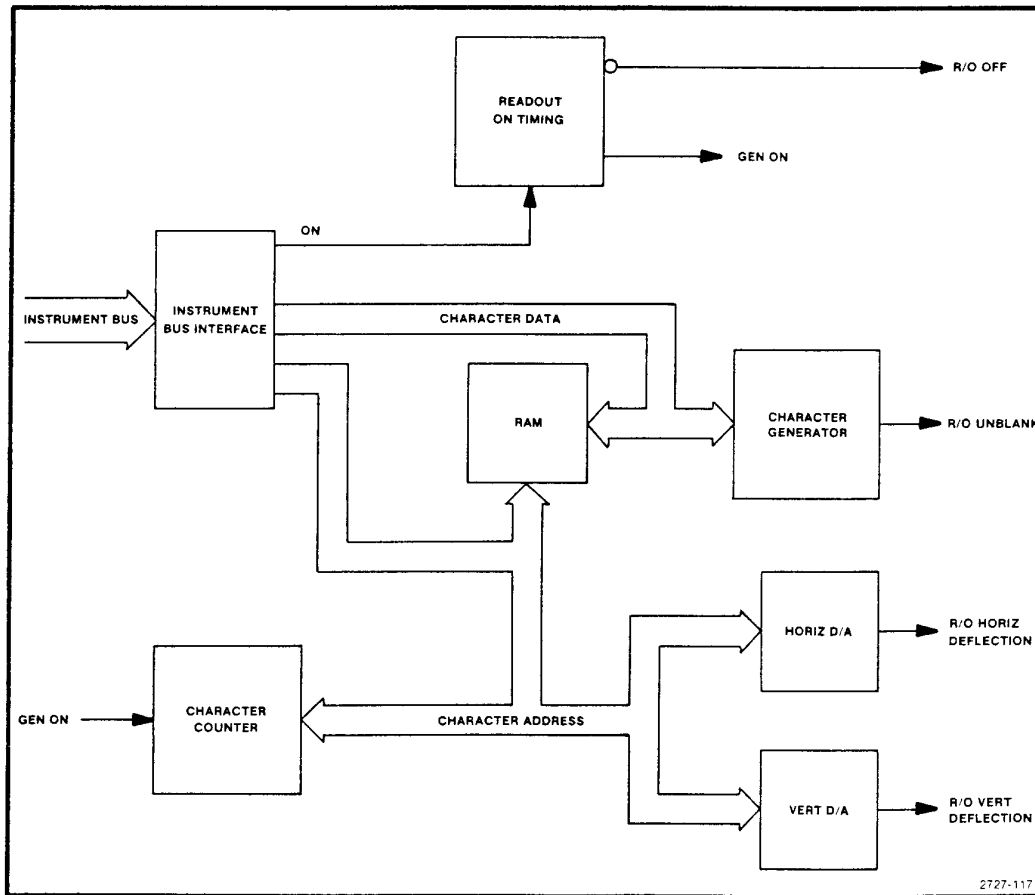 READOUT
ON TIMING
R/O OFF
GEN ON
ON
INSTRUMENT BUS
INSTRUMENT
BUS INTERFACE
CHARACTER DATA
RAM
CHARACTER
GENERATOR
R/O UNBLANK
HORIZ D/A
R/O HORIZ
DEFLECTION
GEN ON
CHARACTER
COUNTER
CHARACTER ADDRESS
VERT D/A
R/O VERT
DEFLECTION
2727-117